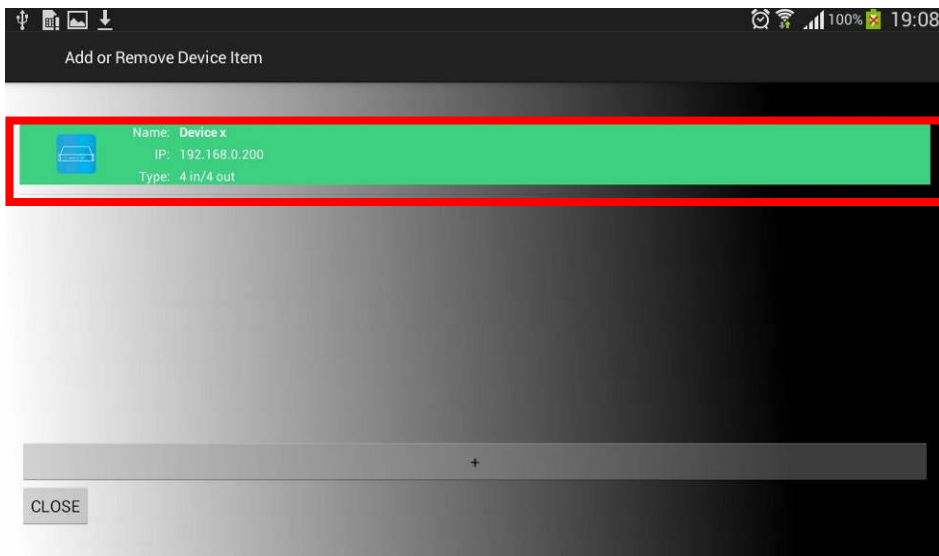 100% 19:08
Add or Remove Device Item
Name: Device x
IP: 192.168.0.200
Type: 4 in/4 out
+
CLOSE